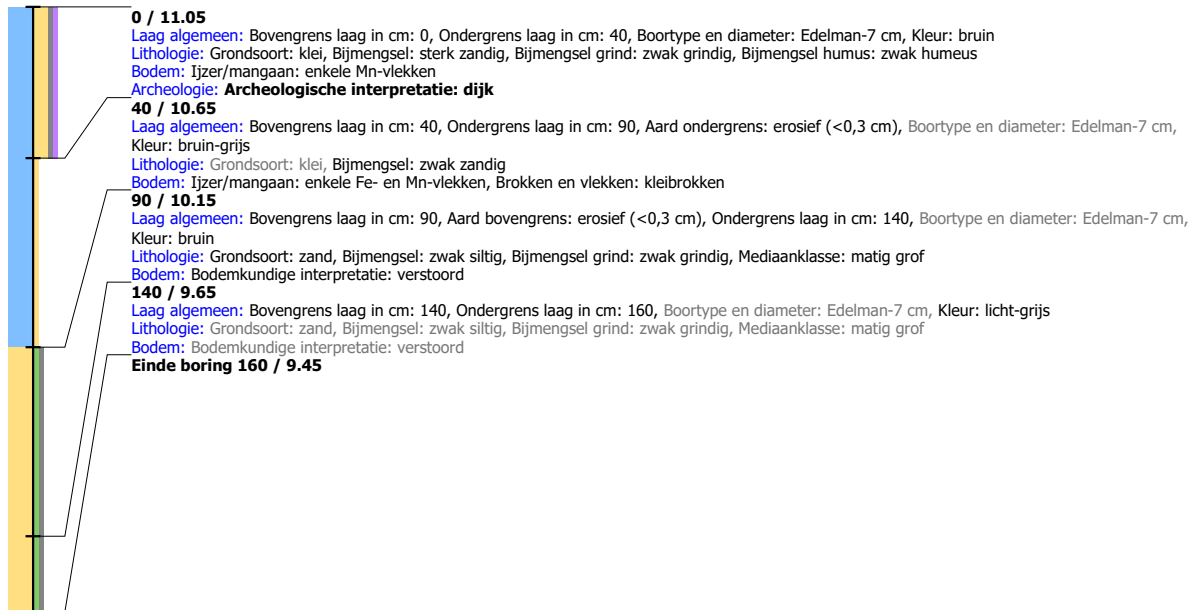 0 / 11.05
Laag algemeen: Bovengrens laag in cm: 0, Ondergrens laag in cm: 40, Boortype en diameter: Edelman-7 cm, Kleur: bruin
Lithologie: Grondsoort: klei, Bijmengsel: sterk zandig, Bijmengsel grind: zwak grindig, Bijmengsel humus: zwak humeus
Bodem: Ijzer/mangaan: enkele Mn-vlekken
Archeologie: Archeologische interpretatie: dijk
40 / 10.65
Laag algemeen: Bovengrens laag in cm: 40, Ondergrens laag in cm: 90, Aard ondergrens: erosief (<0,3 cm), Boortype en diameter: Edelman-7 cm,
Kleur: bruin-grijs
Lithologie: Grondsoort: klei, Bijmengsel: zwak zandig
Bodem: Ijzer/mangaan: enkele Fe- en Mn-vlekken, Brokken en vlekken: kleibrokken
90 / 10.15
Laag algemeen: Bovengrens laag in cm: 90, Aard bovengrens: erosief (<0,3 cm), Ondergrens laag in cm: 140, Boortype en diameter: Edelman-7 cm,
Kleur: bruin
Lithologie: Grondsoort: zand, Bijmengsel: zwak siltig, Bijmengsel grind: zwak grindig, Mediaanklasse: matig grof
Bodem: Bodemkundige interpretatie: verstoord
140 / 9.65
Laag algemeen: Bovengrens laag in cm: 140, Ondergrens laag in cm: 160, Boortype en diameter: Edelman-7 cm, Kleur: licht-grijs
Lithologie: Grondsoort: zand, Bijmengsel: zwak siltig, Bijmengsel grind: zwak grindig, Mediaanklasse: matig grof
Bodem: Bodemkundige interpretatie: verstoord
Einde boring 160 / 9.45